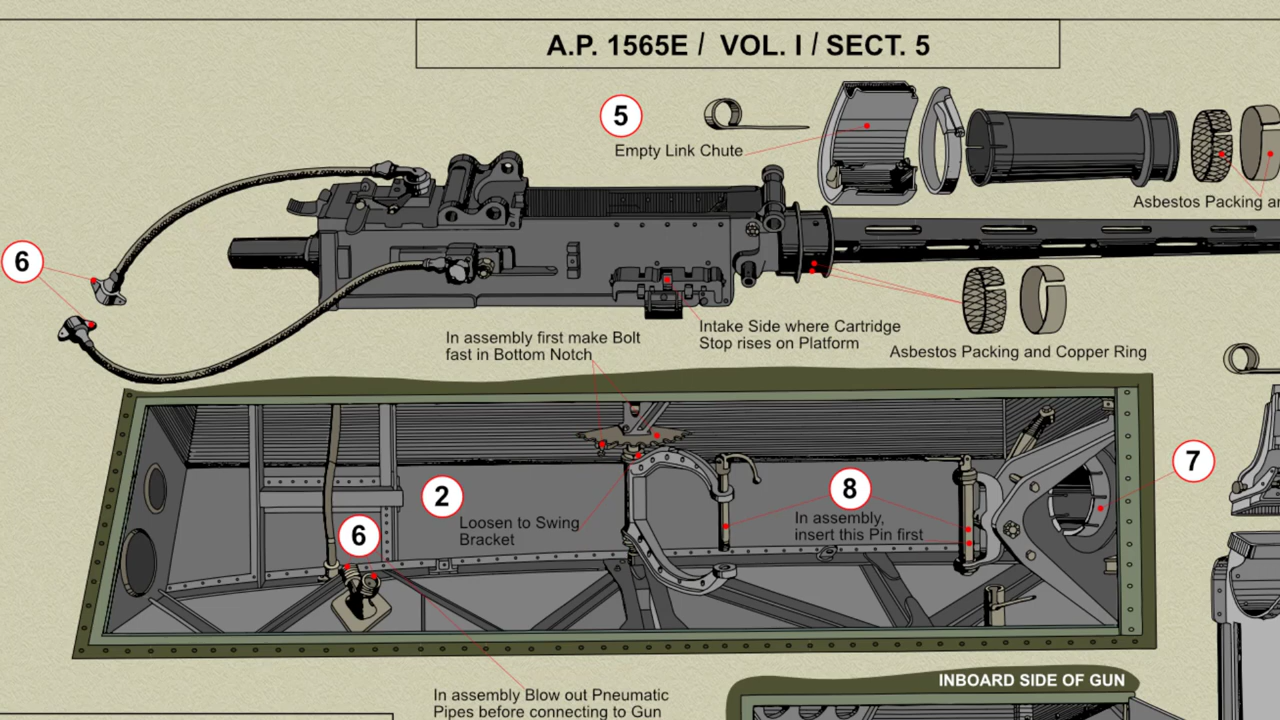 A.P. 1565E / VOL. I / SECT. 5
5
Empty Link Chute
Asbestos Packing
6
In assembly first make Bolt
fast in Bottom Notch
Intake Side where Cartridge
Stop rises on Platform
Asbestos Packing and Copper Ring
7
2
8
Loosen to Swing
Bracket
In assembly,
insert this Pin first
6
INBOARD SIDE OF GUN
In assembly Blow out Pneumatic
Pipes before connecting to Gun